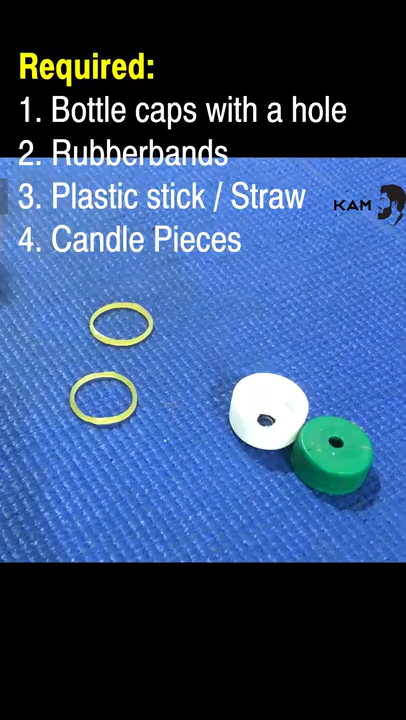 Required:
1. Bottle caps with a hole
2. Rubberbands
3. Plastic stick / Straw
4. Candle Pieces
KAM